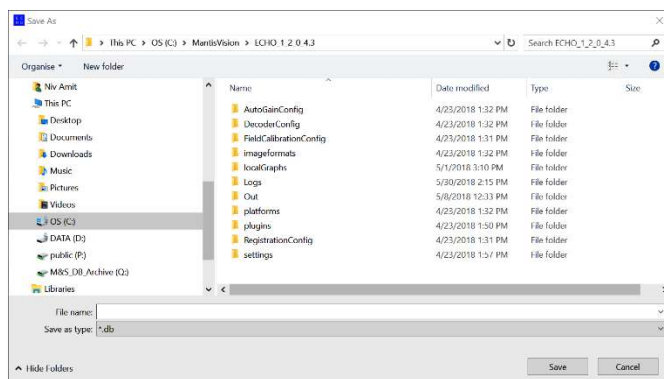 Save As
This PC > OS (C:) > MantisVision > ECHO_1_2_0_4.3
Search ECHO_1_2_0_4.3
Organise
New folder
Name
Date modified
Type
Size
Niv Amit
This PC
Desktop
Documents
Downloads
Music
Pictures
Videos
OS (C:)
DATA (D:)
public (P:)
M&S_DB_Archive (Q:)
Libraries
AutoGainConfig 4/23/2018 1:32 PM File folder
DecoderConfig 4/23/2018 1:32 PM File folder
FieldCalibrationConfig 4/23/2018 1:31 PM File folder
imageformats 4/23/2018 1:32 PM File folder
localGraphs 5/1/2018 3:10 PM File folder
Logs 5/30/2018 2:15 PM File folder
Out 5/8/2018 12:33 PM File folder
platforms 4/23/2018 1:32 PM File folder
plugins 4/23/2018 1:50 PM File folder
RegistrationConfig 4/23/2018 1:31 PM File folder
settings 4/23/2018 1:57 PM File folder
File name:
Save as type: *.db
Hide Folders
Save
Cancel